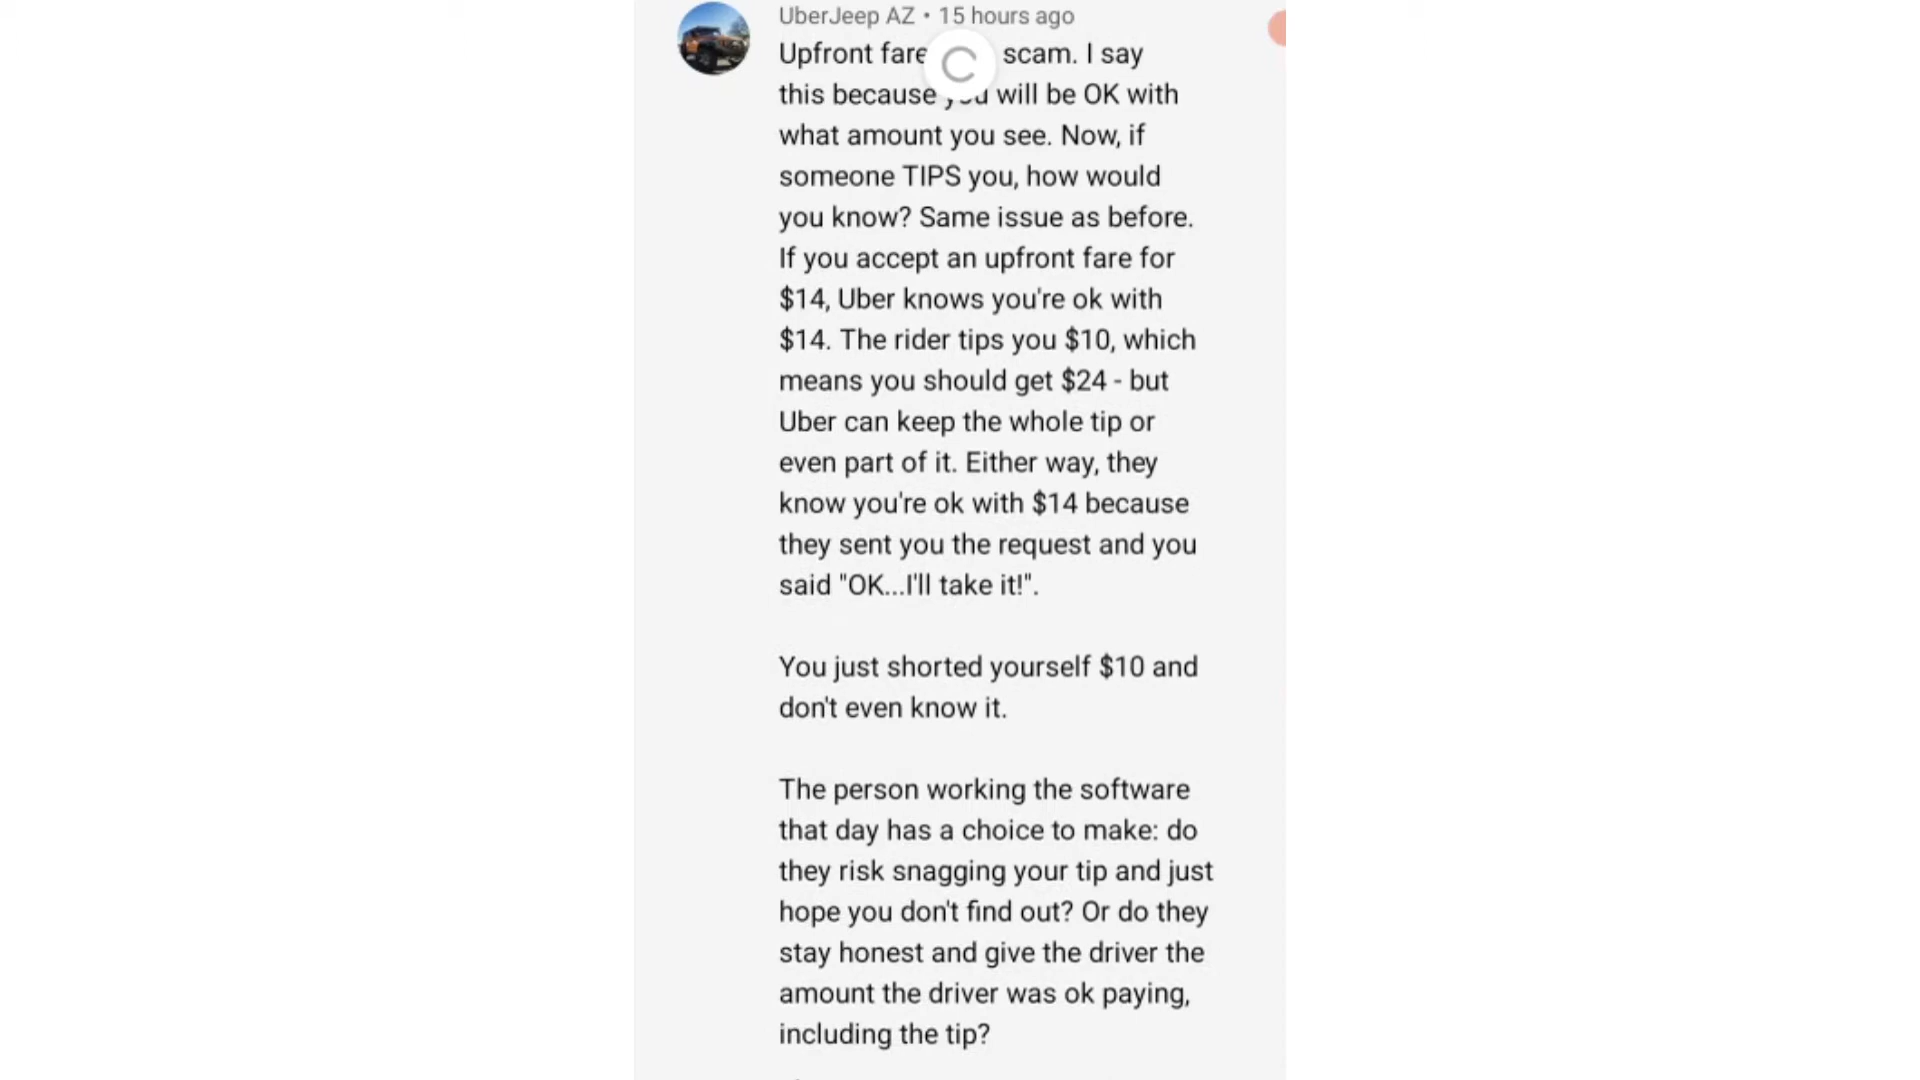 UberJeep AZ • 15 hours ago
Upfront fare scam. I say
this because will be OK with
what amount you see. Now, if
someone TIPS you, how would
you know? Same issue as before.
If you accept an upfront fare for
$14, Uber knows you're ok with
$14. The rider tips you $10, which
means you should get $24 - but
Uber can keep the whole tip or
even part of it. Either way, they
know you're ok with $14 because
they sent you the request and you
said "OK...I'll take it!".
You just shorted yourself $10 and
don't even know it.
The person working the software
that day has a choice to make: do
they risk snagging your tip and just
hope you don't find out? Or do they
stay honest and give the driver the
amount the driver was ok paying,
including the tip?